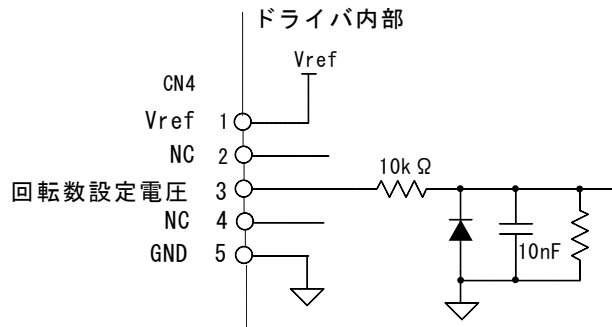 ドライバ内部
Vref
CN4
Vref 1
NC 2
10kΩ
回転数設定電圧 3
NC 4
10nF
GND 5